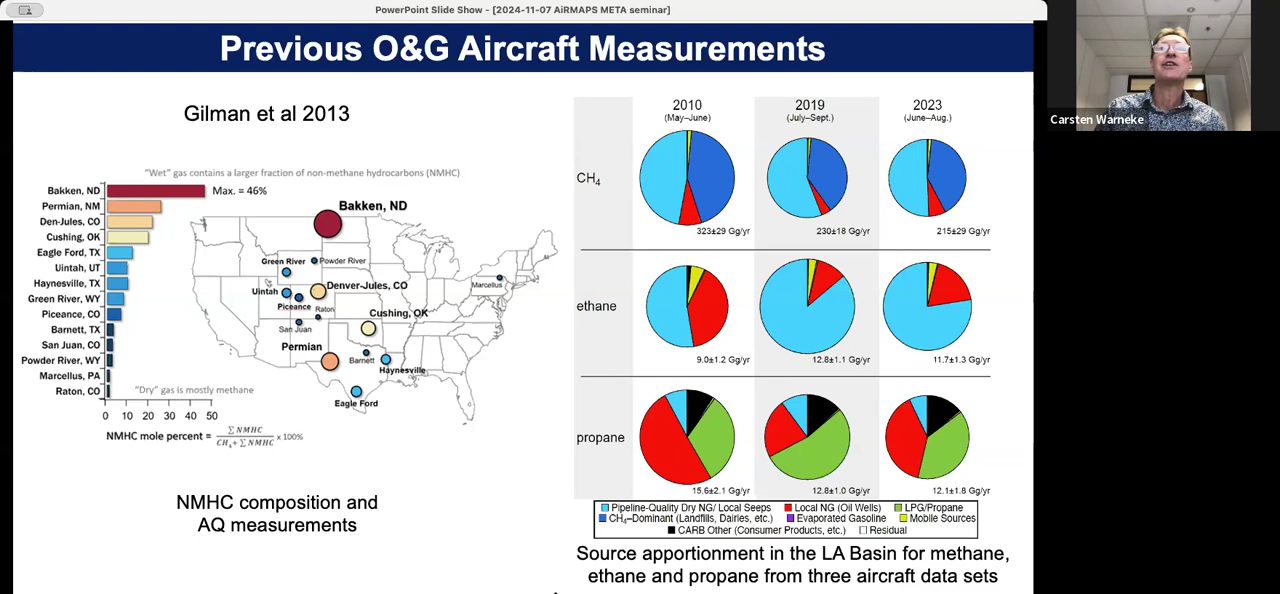 PowerPoint Slide Show - [2024-11-07 AiRMAPS META seminar]
Previous O&G Aircraft Measurements
Carsten Warneke
Gilman et al 2013
"Wet" gas contains a larger fraction of non-methane hydrocarbons (NMHC)
Bakken, ND
Permian, NM
Den-Jules, CO
Cushing, OK
Eagle Ford, TX
Uintah, UT
Haynesville, TX
Green River, WY
Piceance, CO
Barnett, TX
San Juan, CO
Powder River, WY
Marcellus, PA
Raton, CO
Max. = 46%
"Dry" gas is mostly methane
0 10 20 30 40 50
NMHC mole percent = ∑ NMHC / CH₄+ ∑ NMHC x 100%
Bakken, ND
Green River
Powder River
Marcellus
Uintah
Denver-Jules, CO
Piceance
Raton
Cushing, OK
San Juan
Permian
Barnett
Haynesville
Eagle Ford
NMHC composition and
AQ measurements
2010 2019 2023
(May–June) (July–Sept.) (June–Aug.)
CH₄
323±29 Gg/yr 230±18 Gg/yr 215±29 Gg/yr
ethane
9.0±1.2 Gg/yr 12.8±1.1 Gg/yr 11.7±1.3 Gg/yr
propane
15.6±2.1 Gg/yr 12.8±1.0 Gg/yr 12.1±1.8 Gg/yr
Pipeline-Quality Dry NG/ Local Seeps Local NG (Oil Wells) LPG/Propane
CH₄–Dominant (Landfills, Dairies, etc.) Evaporated Gasoline Mobile Sources
CARB Other (Consumer Products, etc.) Residual
Source apportionment in the LA Basin for methane,
ethane and propane from three aircraft data sets